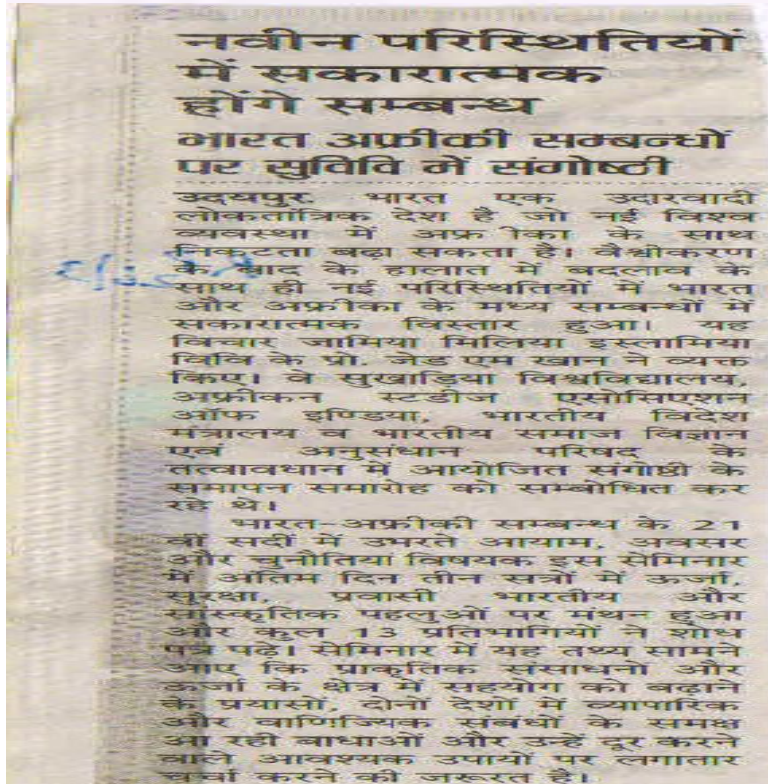 नवीन परिस्थितियों
में सकारात्मक
होंगे सम्बन्ध
भारत अफ्रीकी सम्बन्धों
पर सुविवि में संगोष्ठी
उदयपुर. भारत एक उदारवादी
लोकतांत्रिक देश है जो नई विश्व
व्यवस्था में अफ्रीका के साथ
निकटता बढ़ा सकता है। वैश्वीकरण
के बाद के हालात में बदलाव के
साथ ही नई परिस्थितियों में भारत
और अफ्रीका के मध्य सम्बन्धों में
सकारात्मक विस्तार हुआ। यह
विचार जामिया मिलिया इस्लामिया
विवि के प्रो. जेड एम खान ने व्यक्त
किए। वे सुखाड़िया विश्वविद्यालय,
अफ्रीकन स्टडीज एसोसिएशन
ऑफ इण्डिया, भारतीय विदेश
मंत्रालय व भारतीय समाज विज्ञान
एवं अनुसंधान परिषद के
तत्वावधान में आयोजित संगोष्ठी के
समापन समारोह को सम्बोधित कर
रहे थे।
भारत-अफ्रीकी सम्बन्ध के 21
वीं सदी में उभरते आयाम, अवसर
और चुनौतियां विषयक इस सेमिनार
में अंतिम दिन तीन सत्रों में ऊर्जा,
सुरक्षा, प्रवासी भारतीय और
सांस्कृतिक पहलुओं पर मंथन हुआ
और कुल 13 प्रतिभागियों ने शोध
पत्र पढ़े। सेमिनार में यह तथ्य सामने
आए कि प्राकृतिक संसाधनों और
ऊर्जा के क्षेत्र में सहयोग को बढ़ाने
के प्रयासों, दोनों देशों में व्यापारिक
और वाणिज्यिक संबंधों के समक्ष
आ रही बाधाओं और उन्हें दूर करने
वाले आवश्यक उपायों पर लगातार
चर्चा करने की जरूरत है।